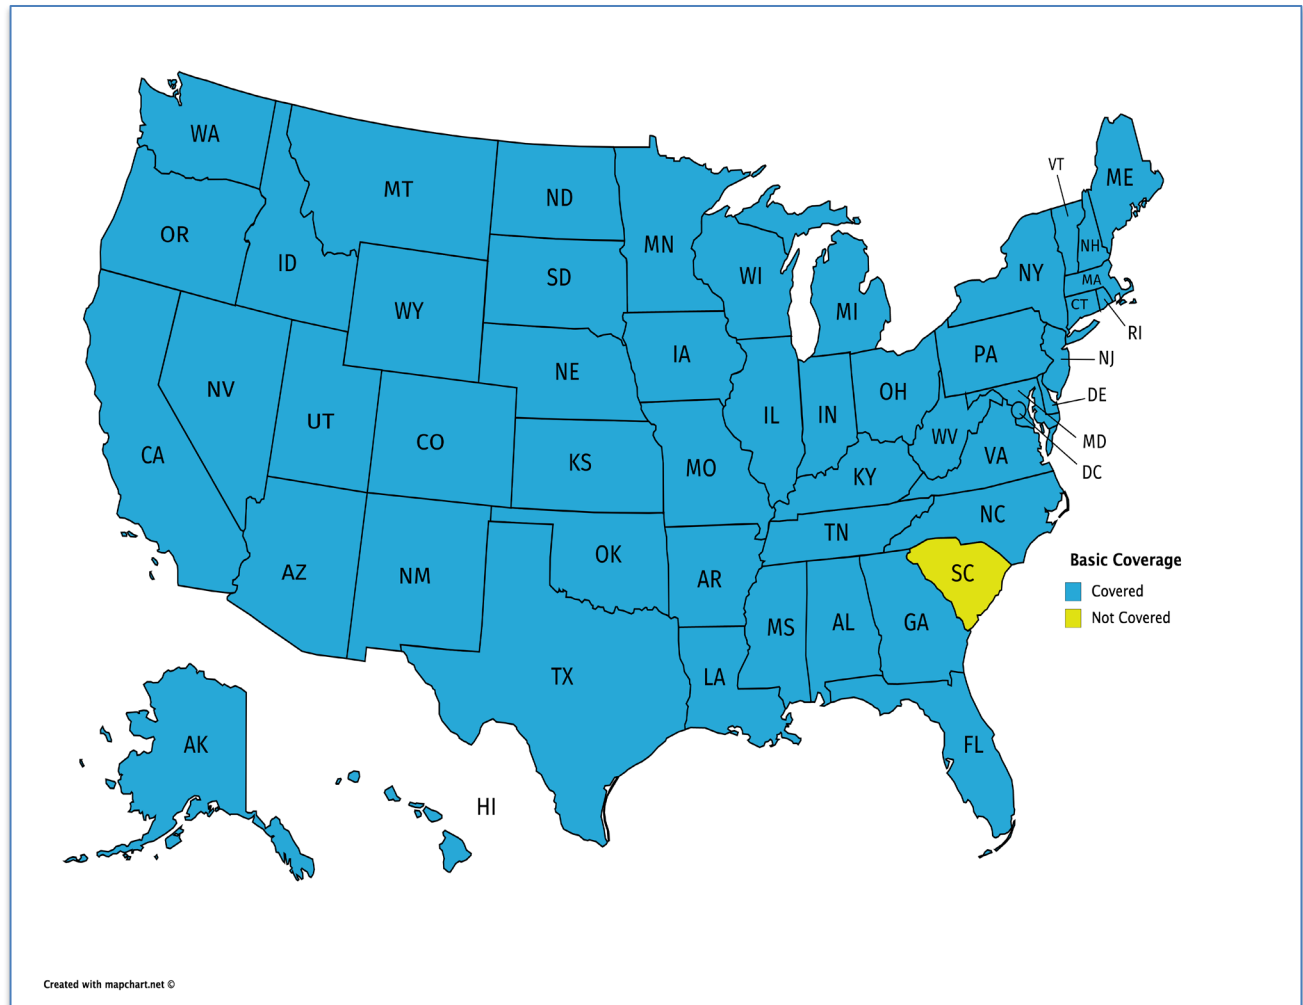 WA
MT
ND
MN
VT
ME
OR
ID
SD
WI
NY
NH
MA
CT
RI
WY
MI
IA
PA
NJ
NV
NE
OH
DE
UT
CO
IL
IN
WV
MD
CA
KS
MO
KY
VA
DC
NC
TN
OK
AZ
NM
AR
SC
Basic Coverage
Covered
Not Covered
MS
AL
GA
TX
LA
AK
FL
HI
Created with mapchart.net ©